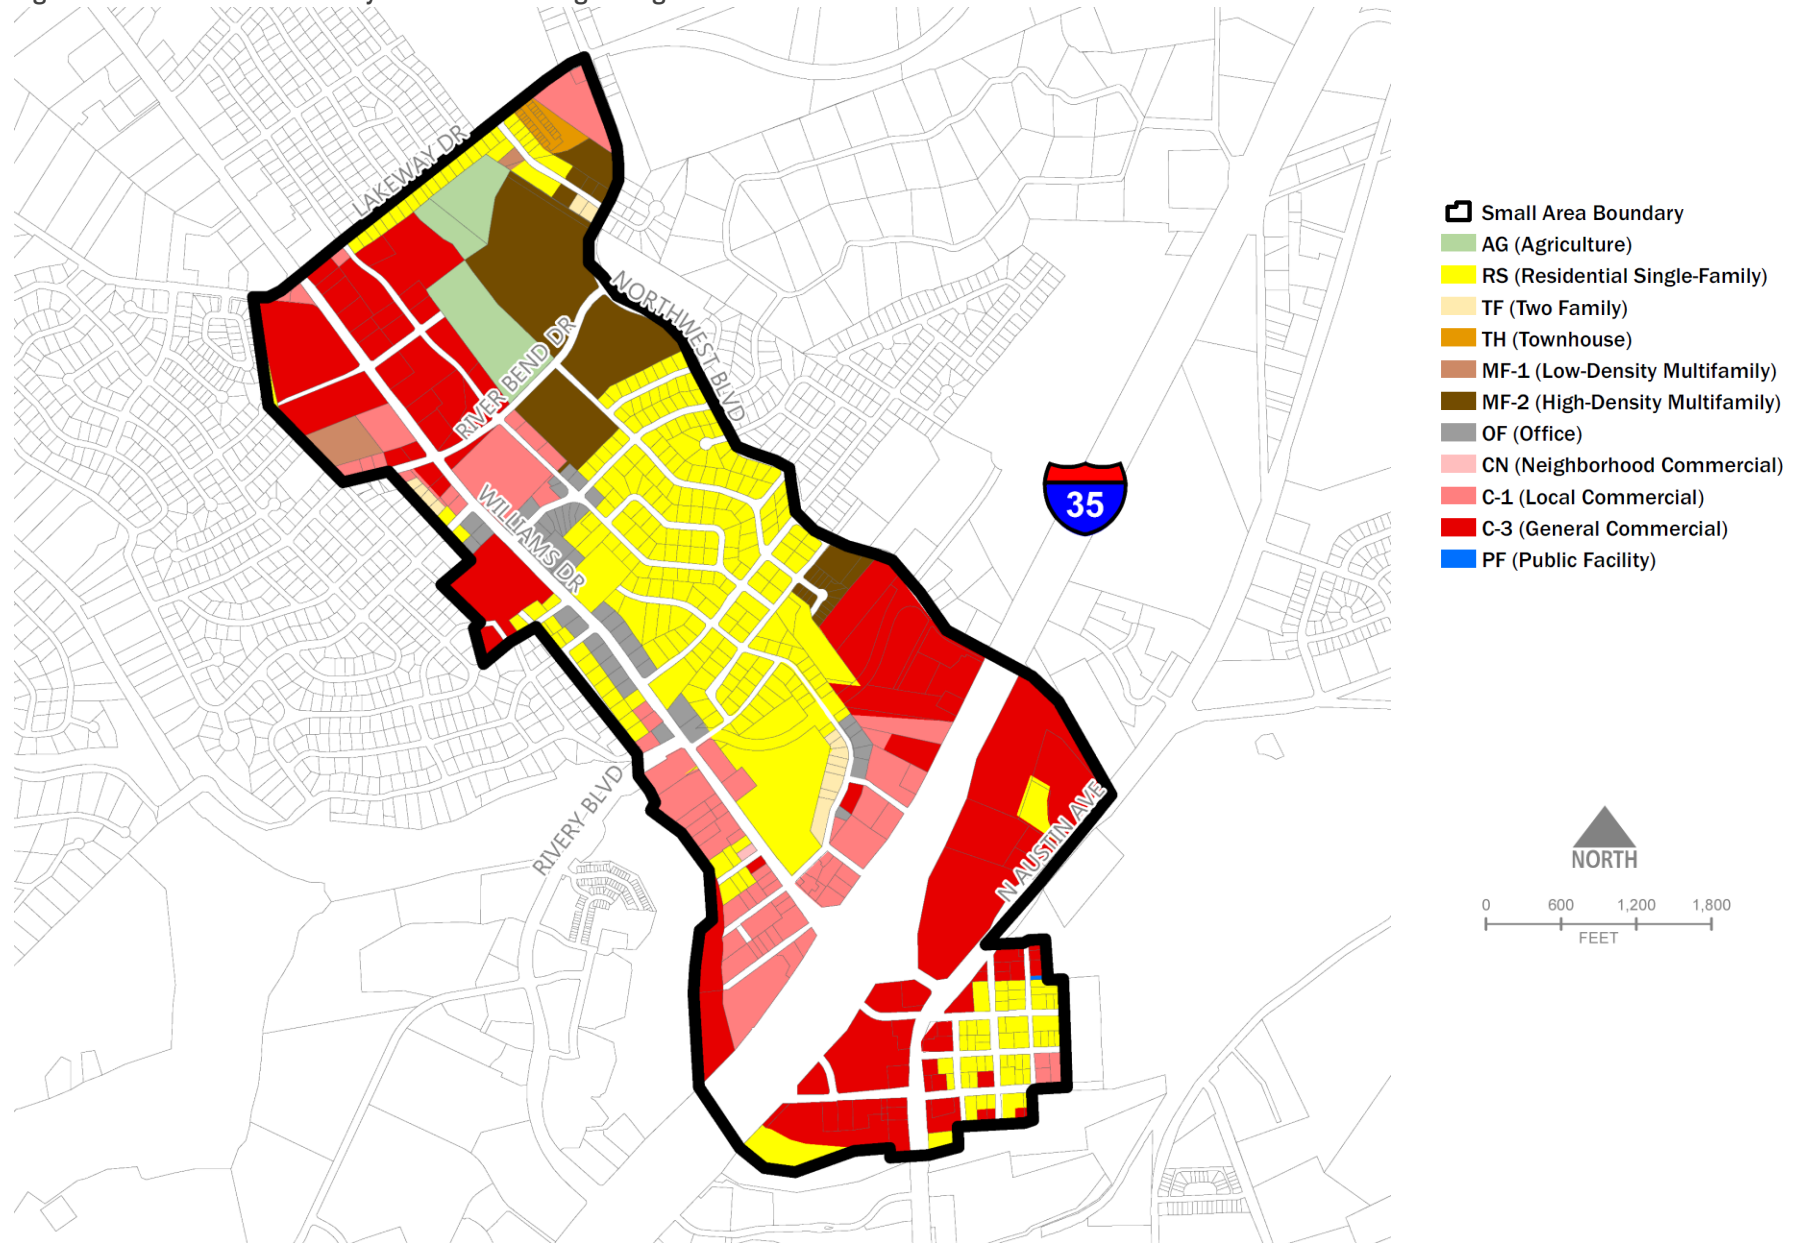 LAKEWAY DR
NORTHWEST BLVD
RIVER BEND DR
WILLIAMS DR
RIVERY BLVD
N AUSTIN AVE
35
Small Area Boundary
AG (Agriculture)
RS (Residential Single-Family)
TF (Two Family)
TH (Townhouse)
MF-1 (Low-Density Multifamily)
MF-2 (High-Density Multifamily)
OF (Office)
CN (Neighborhood Commercial)
C-1 (Local Commercial)
C-3 (General Commercial)
PF (Public Facility)
NORTH
0 600 1,200 1,800
FEET